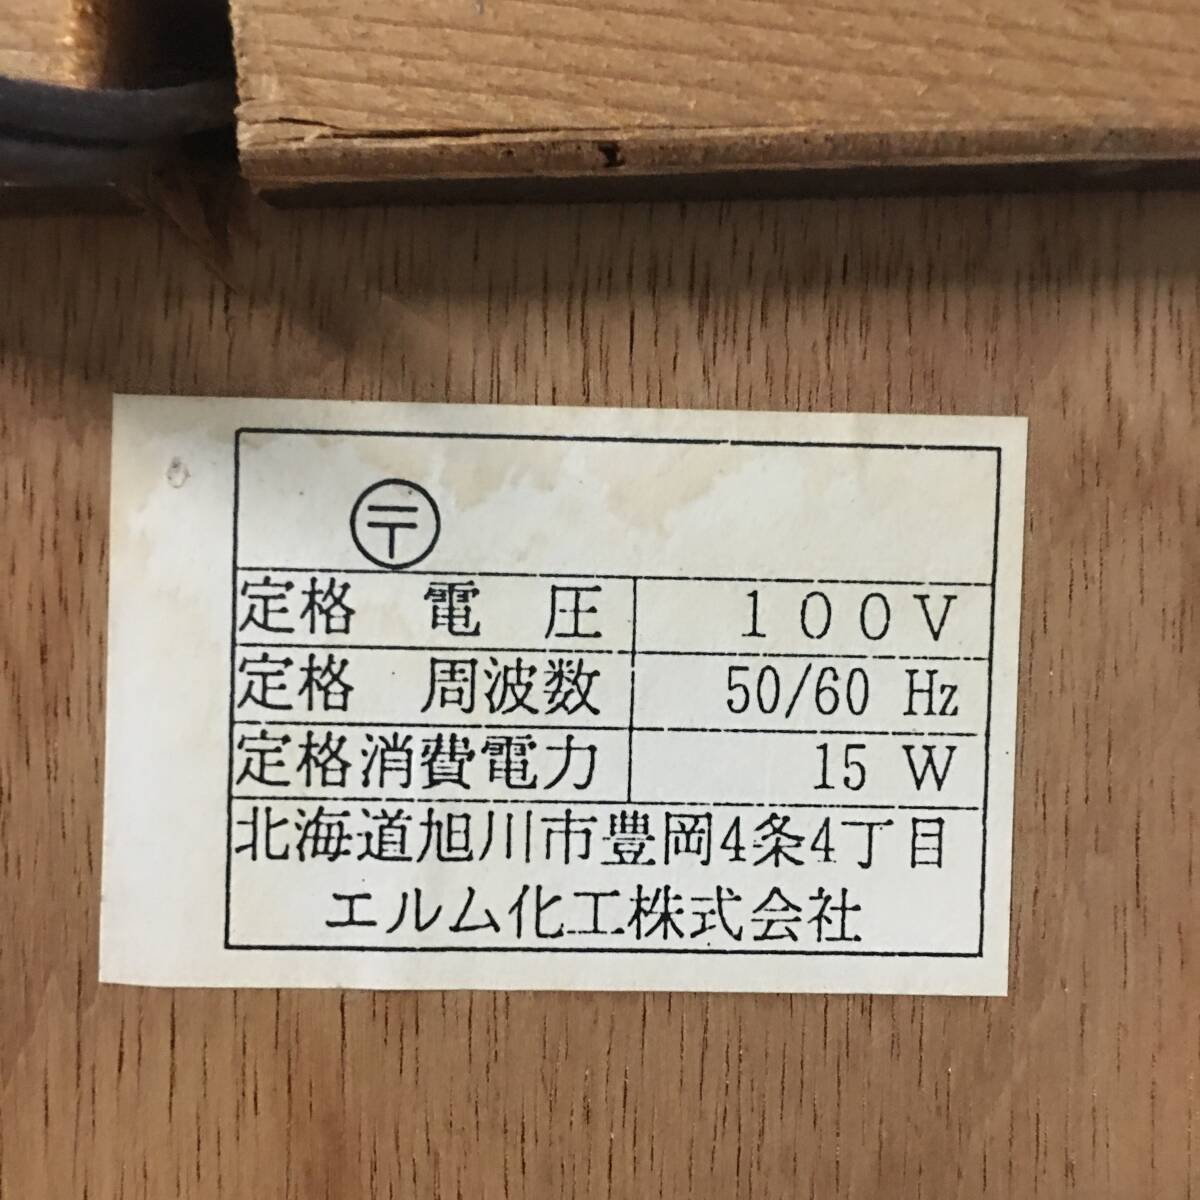 〶
定格 電 圧 １００Ｖ
定格 周波数 50/60 Hz
定格消費電力 15 W
北海道旭川市豊岡4条4丁目
エルム化工株式会社